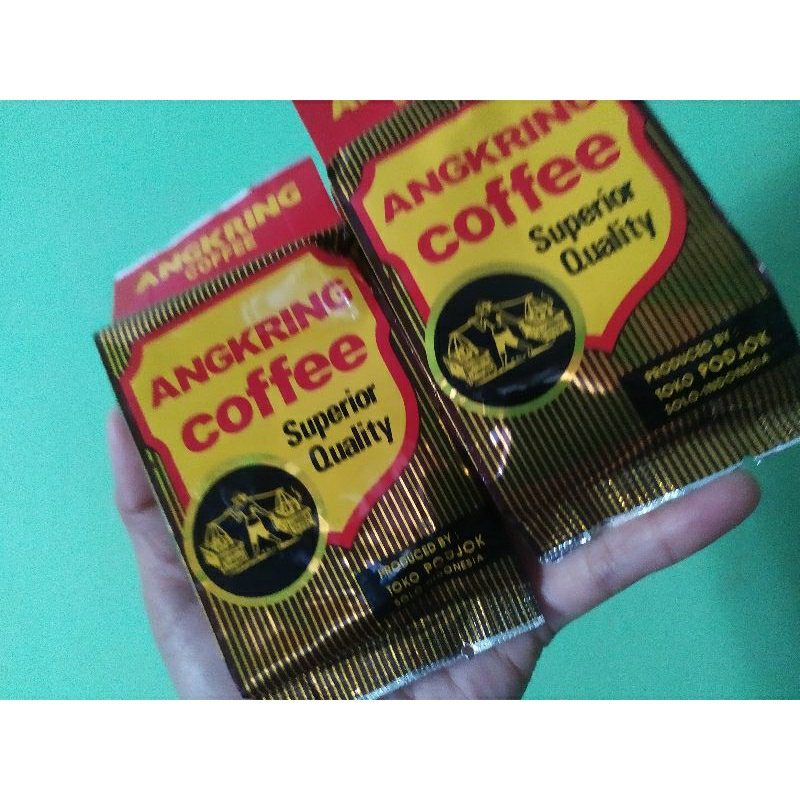 ANGKRING
COFFEE
ANGKRING
coffee
Superior
Quality
PRODUCED BY
TOKO PODJOK
SOLO-INDONESIA
ANGKRING
coffee
Superior
Quality
PRODUCED BY
TOKO PODJOK
SOLO-INDONESIA